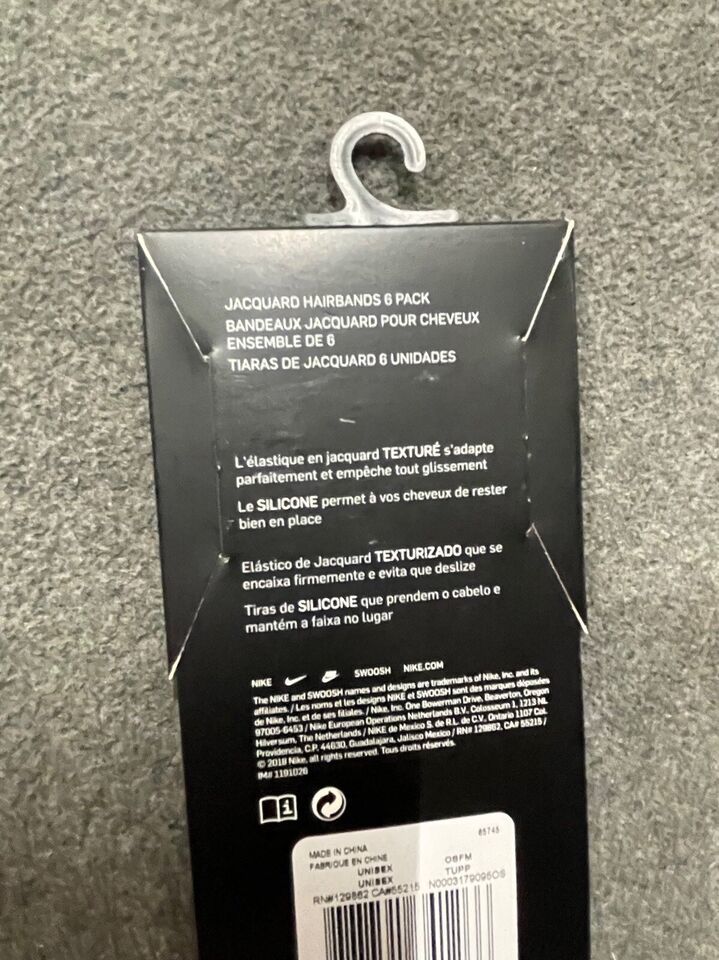 JACQUARD HAIRBANDS 6 PACK
BANDEAUX JACQUARD POUR CHEVEUX
ENSEMBLE DE 6
TIARAS DE JACQUARD 6 UNIDADES
L'élastique en jacquard TEXTURÉ s'adapte
parfaitement et empêche tout glissement
Le SILICONE permet à vos cheveux de rester
bien en place
Elástico de Jacquard TEXTURIZADO que se
encaixa firmemente e evita que deslize
Tiras de SILICONE que prendem o cabelo e
mantém a faixa no lugar
NIKE SWOOSH NIKE.COM
The NIKE and SWOOSH names and designs are trademarks of Nike, Inc. and its
affiliates. / Les noms et les designs NIKE et SWOOSH sont des marques déposées
de Nike, Inc. et de ses filiales. / Nike, Inc. One Bowerman Drive, Beaverton, Oregon
97005-6453 / Nike European Operations Netherlands B.V., Colosseum 1, 1213 NL
Hilversum, The Netherlands / NIKE de Mexico S. de R.L. de C.V., Ontario 1107 Col.
Providencia, C.P. 44630, Guadalajara, Jalisco Mexico / RN# 129862, CA# 55215 /
© 2018 Nike, all rights reserved. Tous droits réservés.
IM# 1191026
85745
MADE IN CHINA
FABRIQUE EN CHINE OSFM
UNISEX TUPP
UNISEX
RN#129862 CA#55215 N0003179095OS